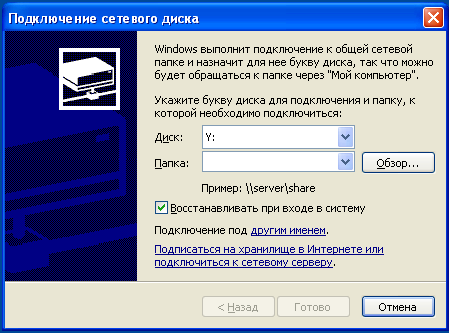 Подключение сетевого диска
Windows выполнит подключение к общей сетевой
папке и назначит для нее букву диска, так что можно
будет обращаться к папке через "Мой компьютер".
Укажите букву диска для подключения и папку, к
которой необходимо подключиться:
Диск: Y:
Папка: Обзор...
Пример: \\server\share
Восстанавливать при входе в систему
Подключение под другим именем.
Подписаться на хранилище в Интернете или
подключиться к сетевому серверу.
< Назад Готово Отмена